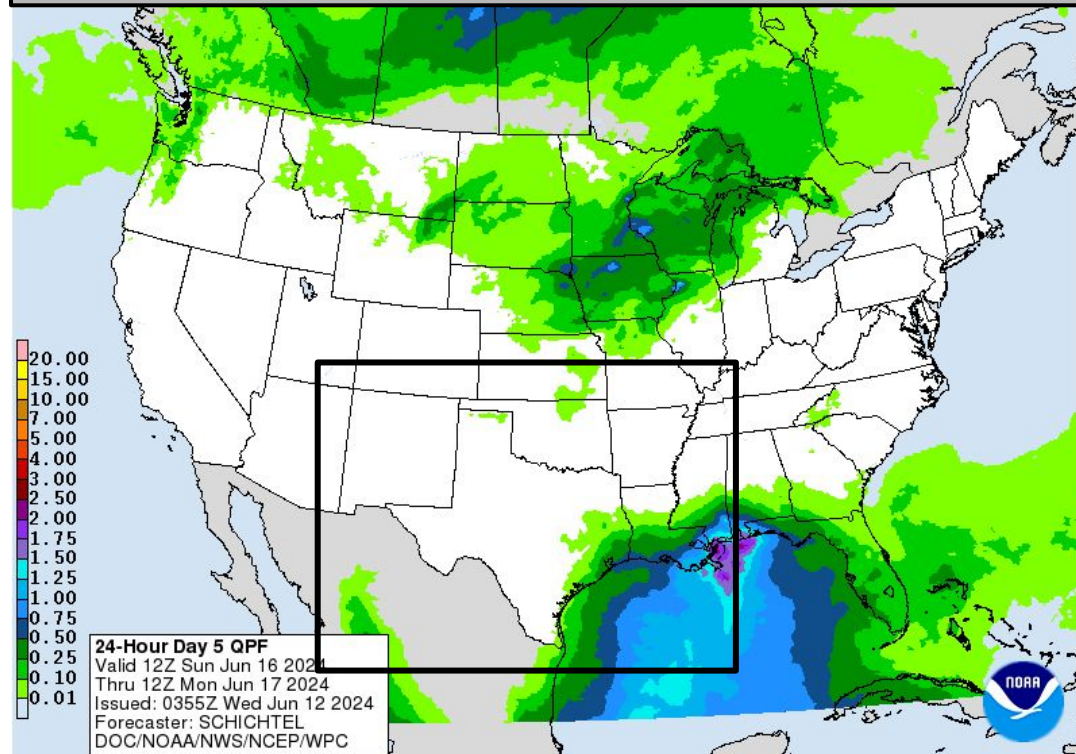 20.00
15.00
10.00
7.00
5.00
4.00
3.00
2.50
2.00
1.75
1.50
1.25
1.00
0.75
0.50
0.25
0.10
0.01
24-Hour Day 5 QPF
Valid 12Z Sun Jun 16 2024
Thru 12Z Mon Jun 17 2024
Issued: 0355Z Wed Jun 12 2024
Forecaster: SCHICHTEL
DOC/NOAA/NWS/NCEP/WPC
NOAA